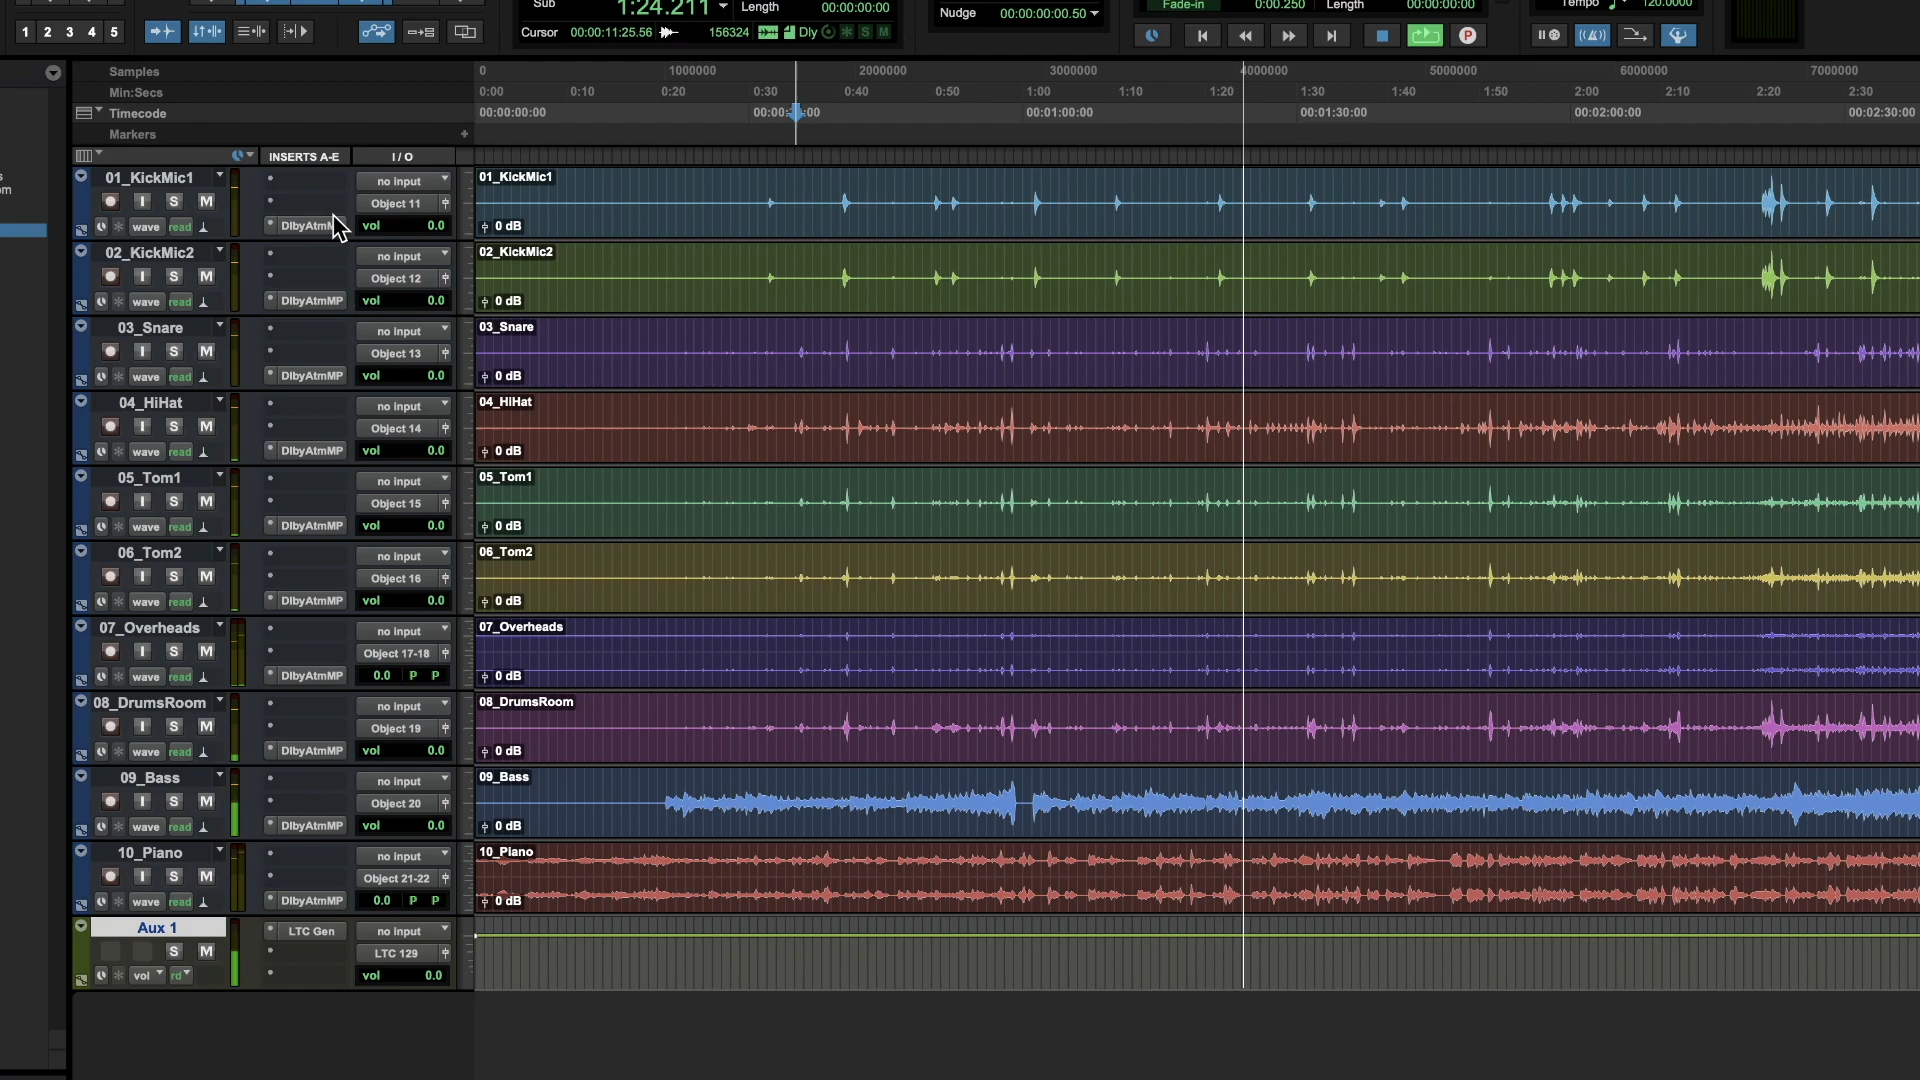 Sub 1:24.211 Length 00:00:00:00
Cursor 00:00:11:25.56 156324 Dly S M
Nudge 00:00:00:00.50
Fade-in 0:00.250 Length 00:00:00:00
Tempo 120.0000
1 2 3 4 5
P
Samples 0 1000000 2000000 3000000 4000000 5000000 6000000 7000000
Min:Secs 0:00 0:10 0:20 0:30 0:40 0:50 1:00 1:10 1:20 1:30 1:40 1:50 2:00 2:10 2:20 2:30
Timecode 00:00:00:00 00:00: :00 00:01:00:00 00:01:30:00 00:02:00:00 00:02:30:00
Markers +
om
INSERTS A-E I / O
01_KickMic1 no input 01_KickMic1
I S M Object 11
wave read DlbyAtmM vol 0.0 0 dB
02_KickMic2 no input 02_KickMic2
I S M Object 12
wave read DlbyAtmMP vol 0.0 0 dB
03_Snare no input 03_Snare
I S M Object 13
wave read DlbyAtmMP vol 0.0 0 dB
04_HiHat no input 04_HiHat
I S M Object 14
wave read DlbyAtmMP vol 0.0 0 dB
05_Tom1 no input 05_Tom1
I S M Object 15
wave read DlbyAtmMP vol 0.0 0 dB
06_Tom2 no input 06_Tom2
I S M Object 16
wave read DlbyAtmMP vol 0.0 0 dB
07_Overheads no input 07_Overheads
I S M Object 17-18
wave read DlbyAtmMP 0.0 P P 0 dB
08_DrumsRoom no input 08_DrumsRoom
I S M Object 19
wave read DlbyAtmMP vol 0.0 0 dB
09_Bass no input 09_Bass
I S M Object 20
wave read DlbyAtmMP vol 0.0 0 dB
10_Piano no input 10_Piano
I S M Object 21-22
wave read DlbyAtmMP 0.0 P P 0 dB
Aux 1 LTC Gen no input
S M LTC 129
vol rd vol 0.0